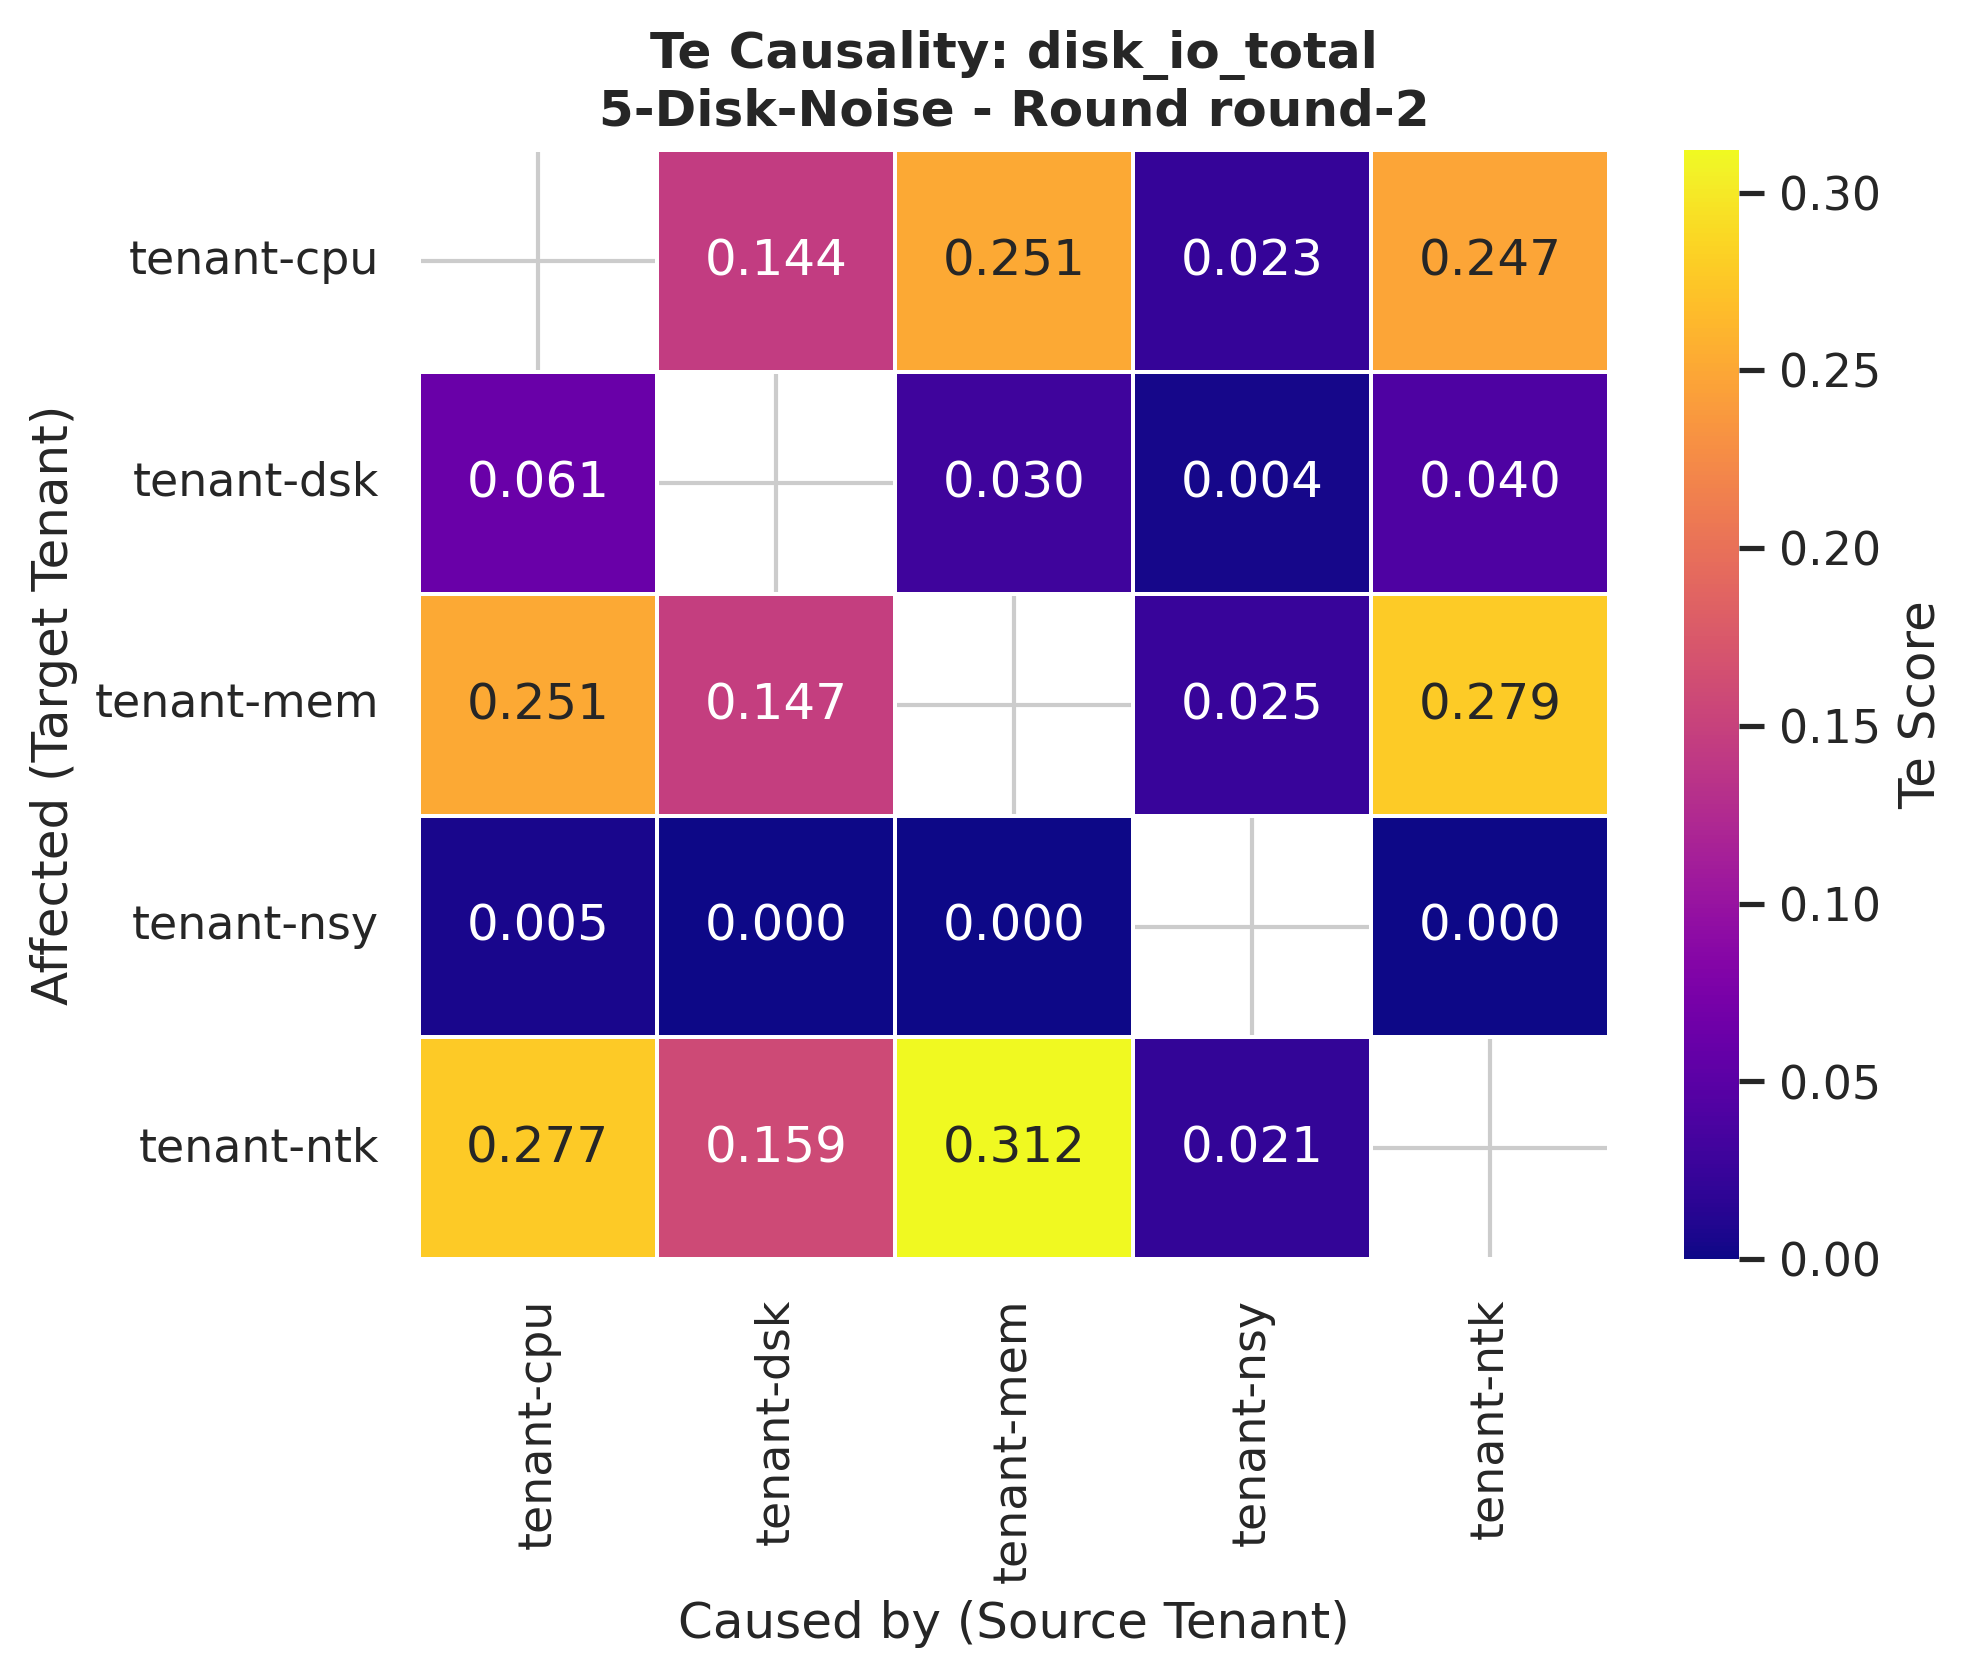 Te Causality: disk_io_total
5-Disk-Noise - Round round-2
Affected (Target Tenant)
tenant-cpu 0.144 0.251 0.023 0.247
tenant-dsk 0.061 0.030 0.004 0.040
tenant-mem 0.251 0.147 0.025 0.279
tenant-nsy 0.005 0.000 0.000 0.000
tenant-ntk 0.277 0.159 0.312 0.021
tenant-cpu
tenant-dsk
tenant-mem
tenant-nsy
tenant-ntk
Caused by (Source Tenant)
0.30
0.25
0.20
0.15
0.10
0.05
0.00
Te Score